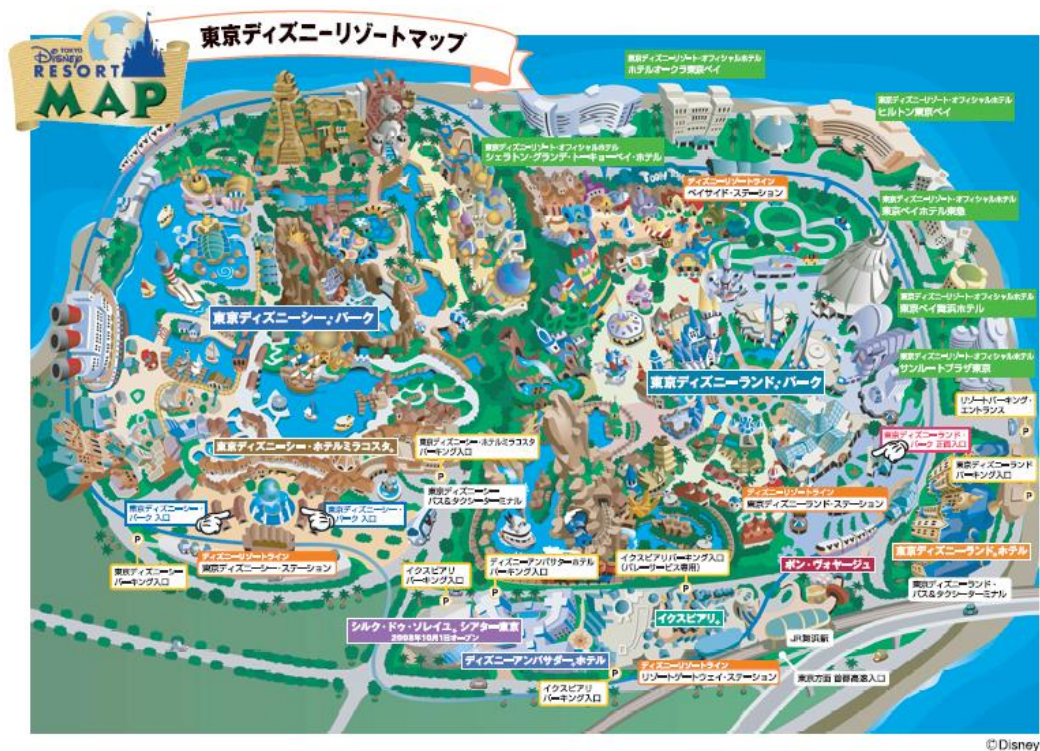 TOKYO
Disney
RESORT
MAP
東京ディズニーリゾートマップ
東京ディズニーリゾート・オフィシャルホテル
ホテルオークラ東京ベイ
東京ディズニーリゾート・オフィシャルホテル
ヒルトン東京ベイ
東京ディズニーリゾート・オフィシャルホテル
シェラトン・グランデ・トーキョーベイ・ホテル
ディズニーリゾートライン
ベイサイド・ステーション
東京ディズニーリゾート・オフィシャルホテル
東京ベイホテル東急
東京ディズニーリゾート・オフィシャルホテル
東京ベイ舞浜ホテル
東京ディズニーシー®・パーク
東京ディズニーリゾート・オフィシャルホテル
サンルートプラザ東京
東京ディズニーランド®・パーク
リゾートパーキング・
エントランス
P
東京ディズニーシー・ホテルミラコスタ®
東京ディズニーシー・ホテルミラコスタ
パーキング入口
P
東京ディズニーランド・
パーク 正面入口
東京ディズニーランド
パーキング入口
P
東京ディズニーシー
バス&タクシーターミナル
ディズニーリゾートライン
東京ディズニーランド・ステーション
東京ディズニーシー・
パーク 入口
東京ディズニーシー・
パーク 入口
P
ディズニーリゾートライン
東京ディズニーシー・ステーション
東京ディズニーシー
パーキング入口
イクスピアリ
パーキング入口
P
ディズニーアンバサダーホテル
パーキング入口
P
イクスピアリパーキング入口
(バレーサービス専用)
P
ボン・ヴォヤージュ
東京ディズニーランド®ホテル
東京ディズニーランド・
バス&タクシーターミナル
シルク・ドゥ・ソレイユ® シアター東京
2008年10月1日オープン
イクスピアリ®
JR舞浜駅
ディズニーアンバサダー®ホテル
ディズニーリゾートライン
リゾートゲートウェイ・ステーション
東京方面 首都高速入口
イクスピアリ
パーキング入口
P
©Disney